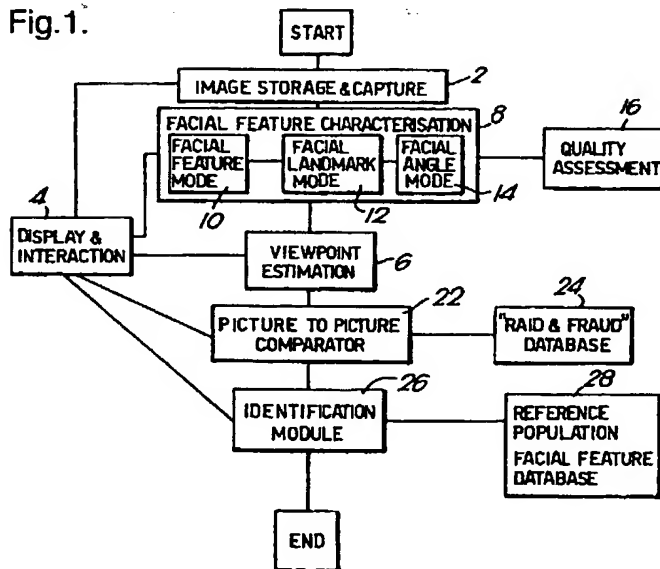 Fig.1.
START
IMAGE STORAGE & CAPTURE
2
FACIAL FEATURE CHARACTERISATION
8
FACIAL
FEATURE
MODE
10
FACIAL
LANDMARK
MODE
12
FACIAL
ANGLE
MODE
14
16
QUALITY
ASSESSMENT
4
DISPLAY &
INTERACTION
VIEWPOINT
ESTIMATION
6
PICTURE TO PICTURE
COMPARATOR
22
24
"RAID & FRAUD"
DATABASE
26
IDENTIFICATION
MODULE
28
REFERENCE
POPULATION
FACIAL FEATURE
DATABASE
END